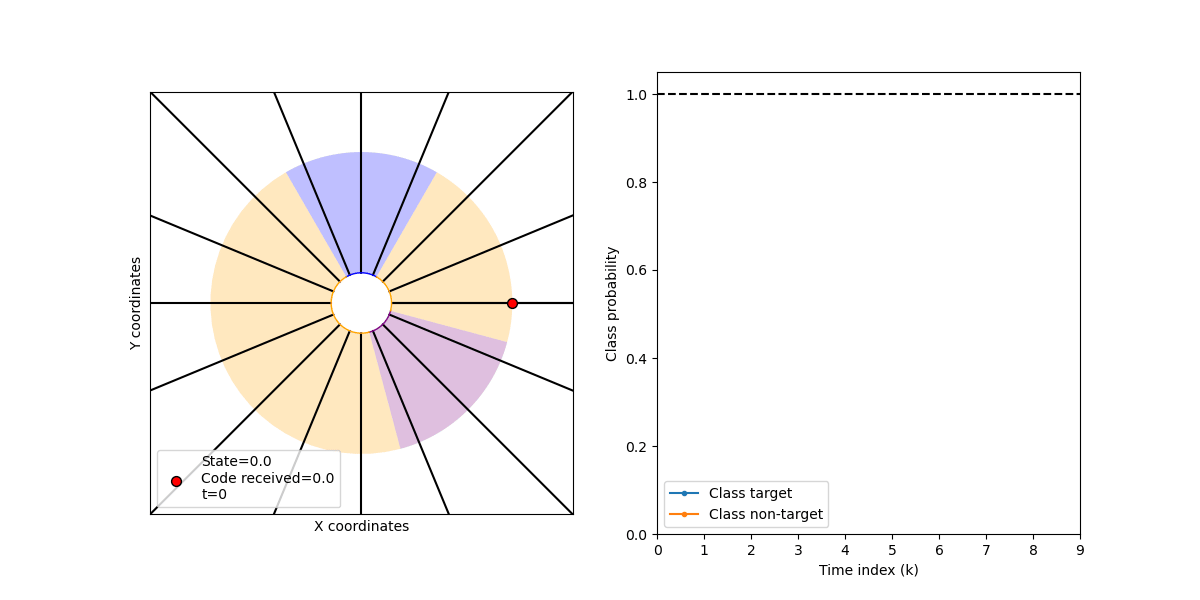 Y coordinates
State=0.0
Code received=0.0
t=0
X coordinates
Class probability
1.0
0.8
0.6
0.4
0.2
0.0
Class target
Class non-target
0 1 2 3 4 5 6 7 8 9
Time index (k)